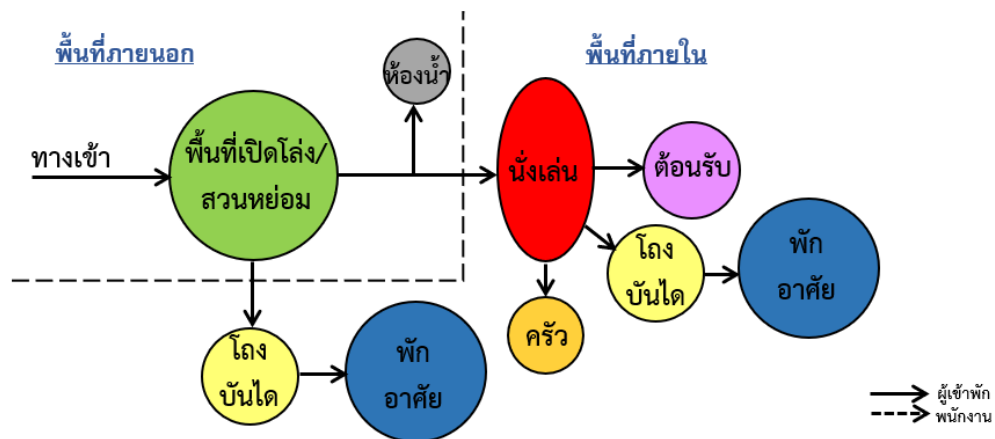 พื้นที่ภายนอก
พื้นที่ภายใน
ห้องน้ำ
ทางเข้า
พื้นที่เปิดโล่ง/
สวนหย่อม
นั่งเล่น
ต้อนรับ
โถง
บันได
พัก
อาศัย
ครัว
โถง
บันได
พัก
อาศัย
ผู้เข้าพัก
พนักงาน